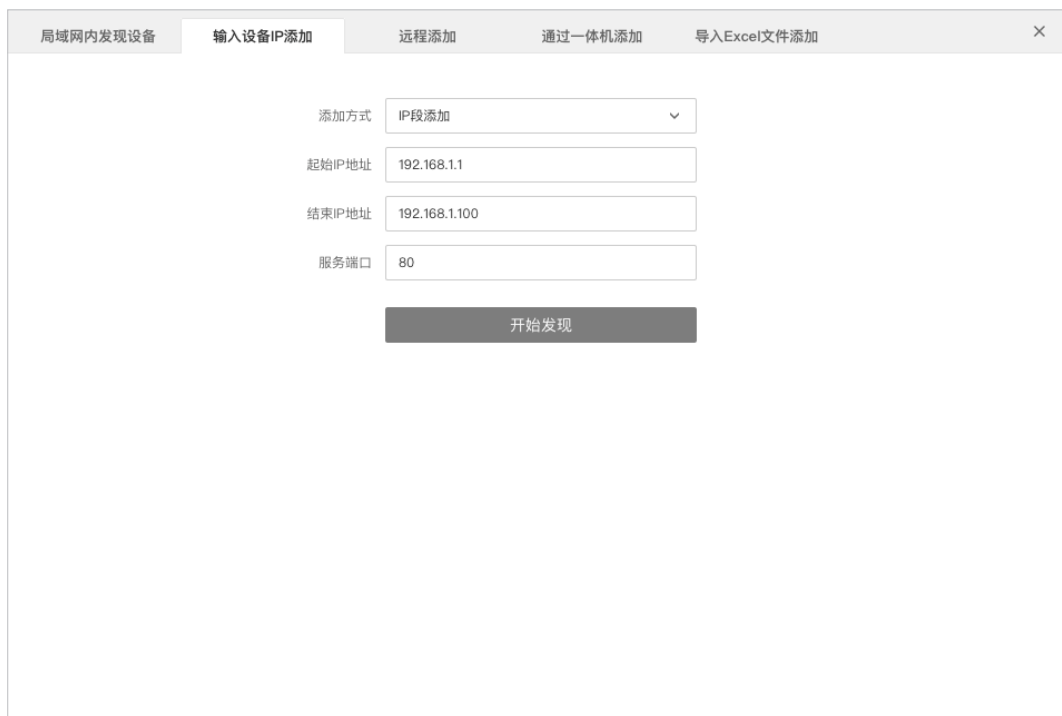 局域网内发现设备 输入设备IP添加 远程添加 通过一体机添加 导入Excel文件添加 ×
添加方式 IP段添加
起始IP地址 192.168.1.1
结束IP地址 192.168.1.100
服务端口 80
开始发现